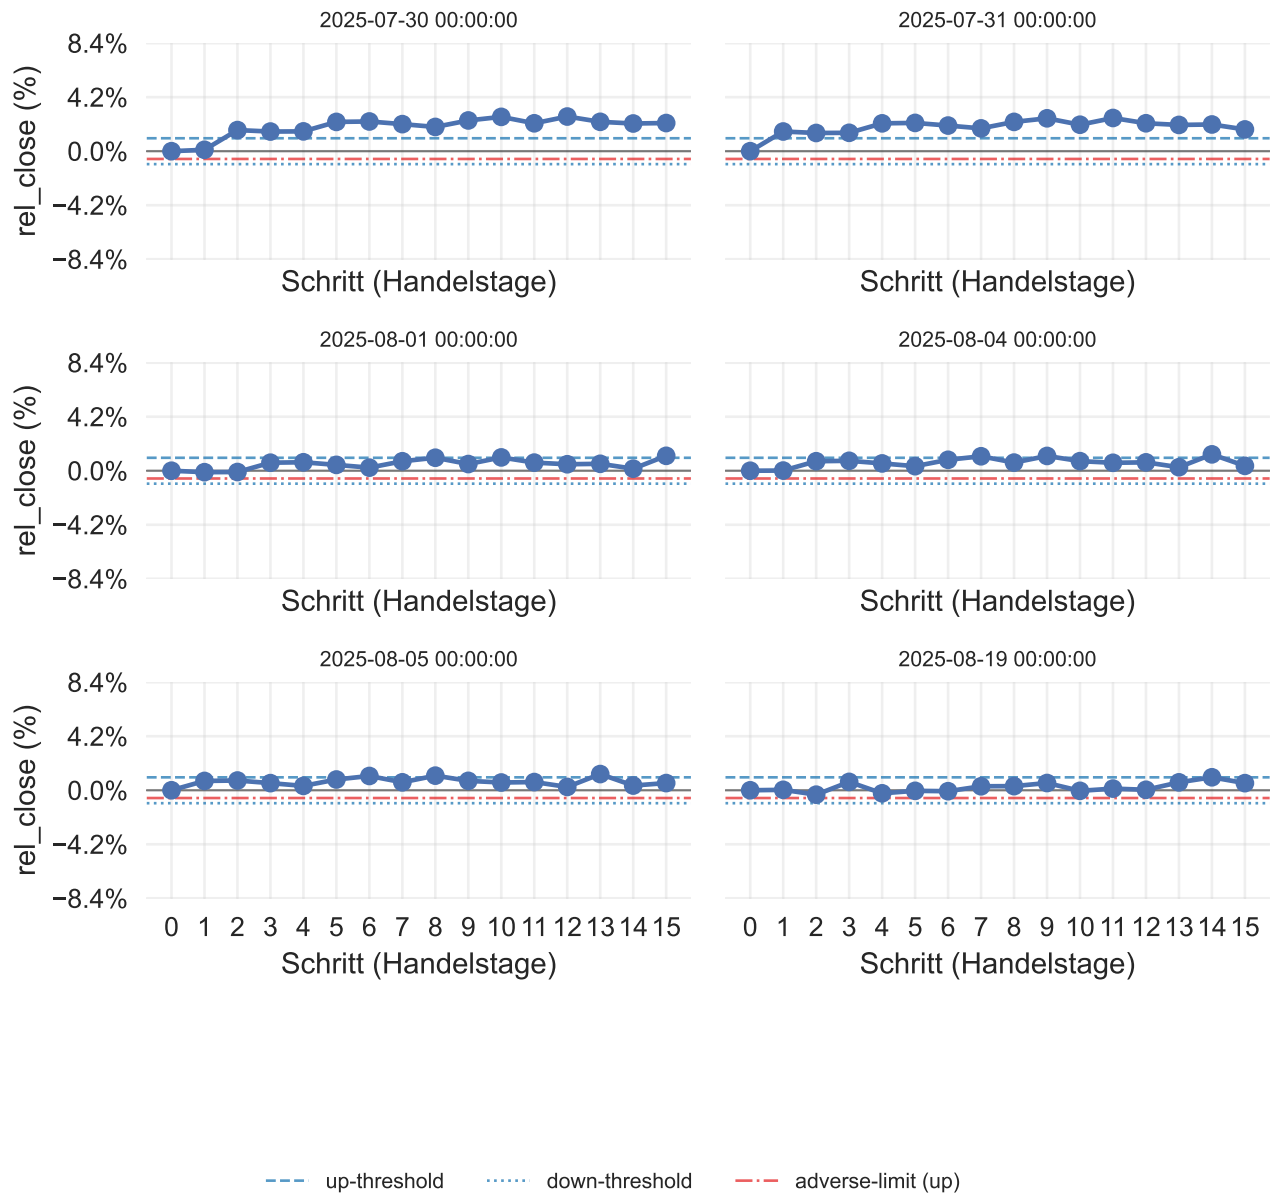 2025-07-30 00:00:00
8.4%
4.2%
0.0%
−4.2%
−8.4%
rel_close (%)
Schritt (Handelstage)
2025-07-31 00:00:00
Schritt (Handelstage)
2025-08-01 00:00:00
8.4%
4.2%
0.0%
−4.2%
−8.4%
rel_close (%)
Schritt (Handelstage)
2025-08-04 00:00:00
Schritt (Handelstage)
2025-08-05 00:00:00
8.4%
4.2%
0.0%
−4.2%
−8.4%
rel_close (%)
0 1 2 3 4 5 6 7 8 9 10 11 12 13 14 15
Schritt (Handelstage)
2025-08-19 00:00:00
0 1 2 3 4 5 6 7 8 9 10 11 12 13 14 15
Schritt (Handelstage)
up-threshold
down-threshold
adverse-limit (up)